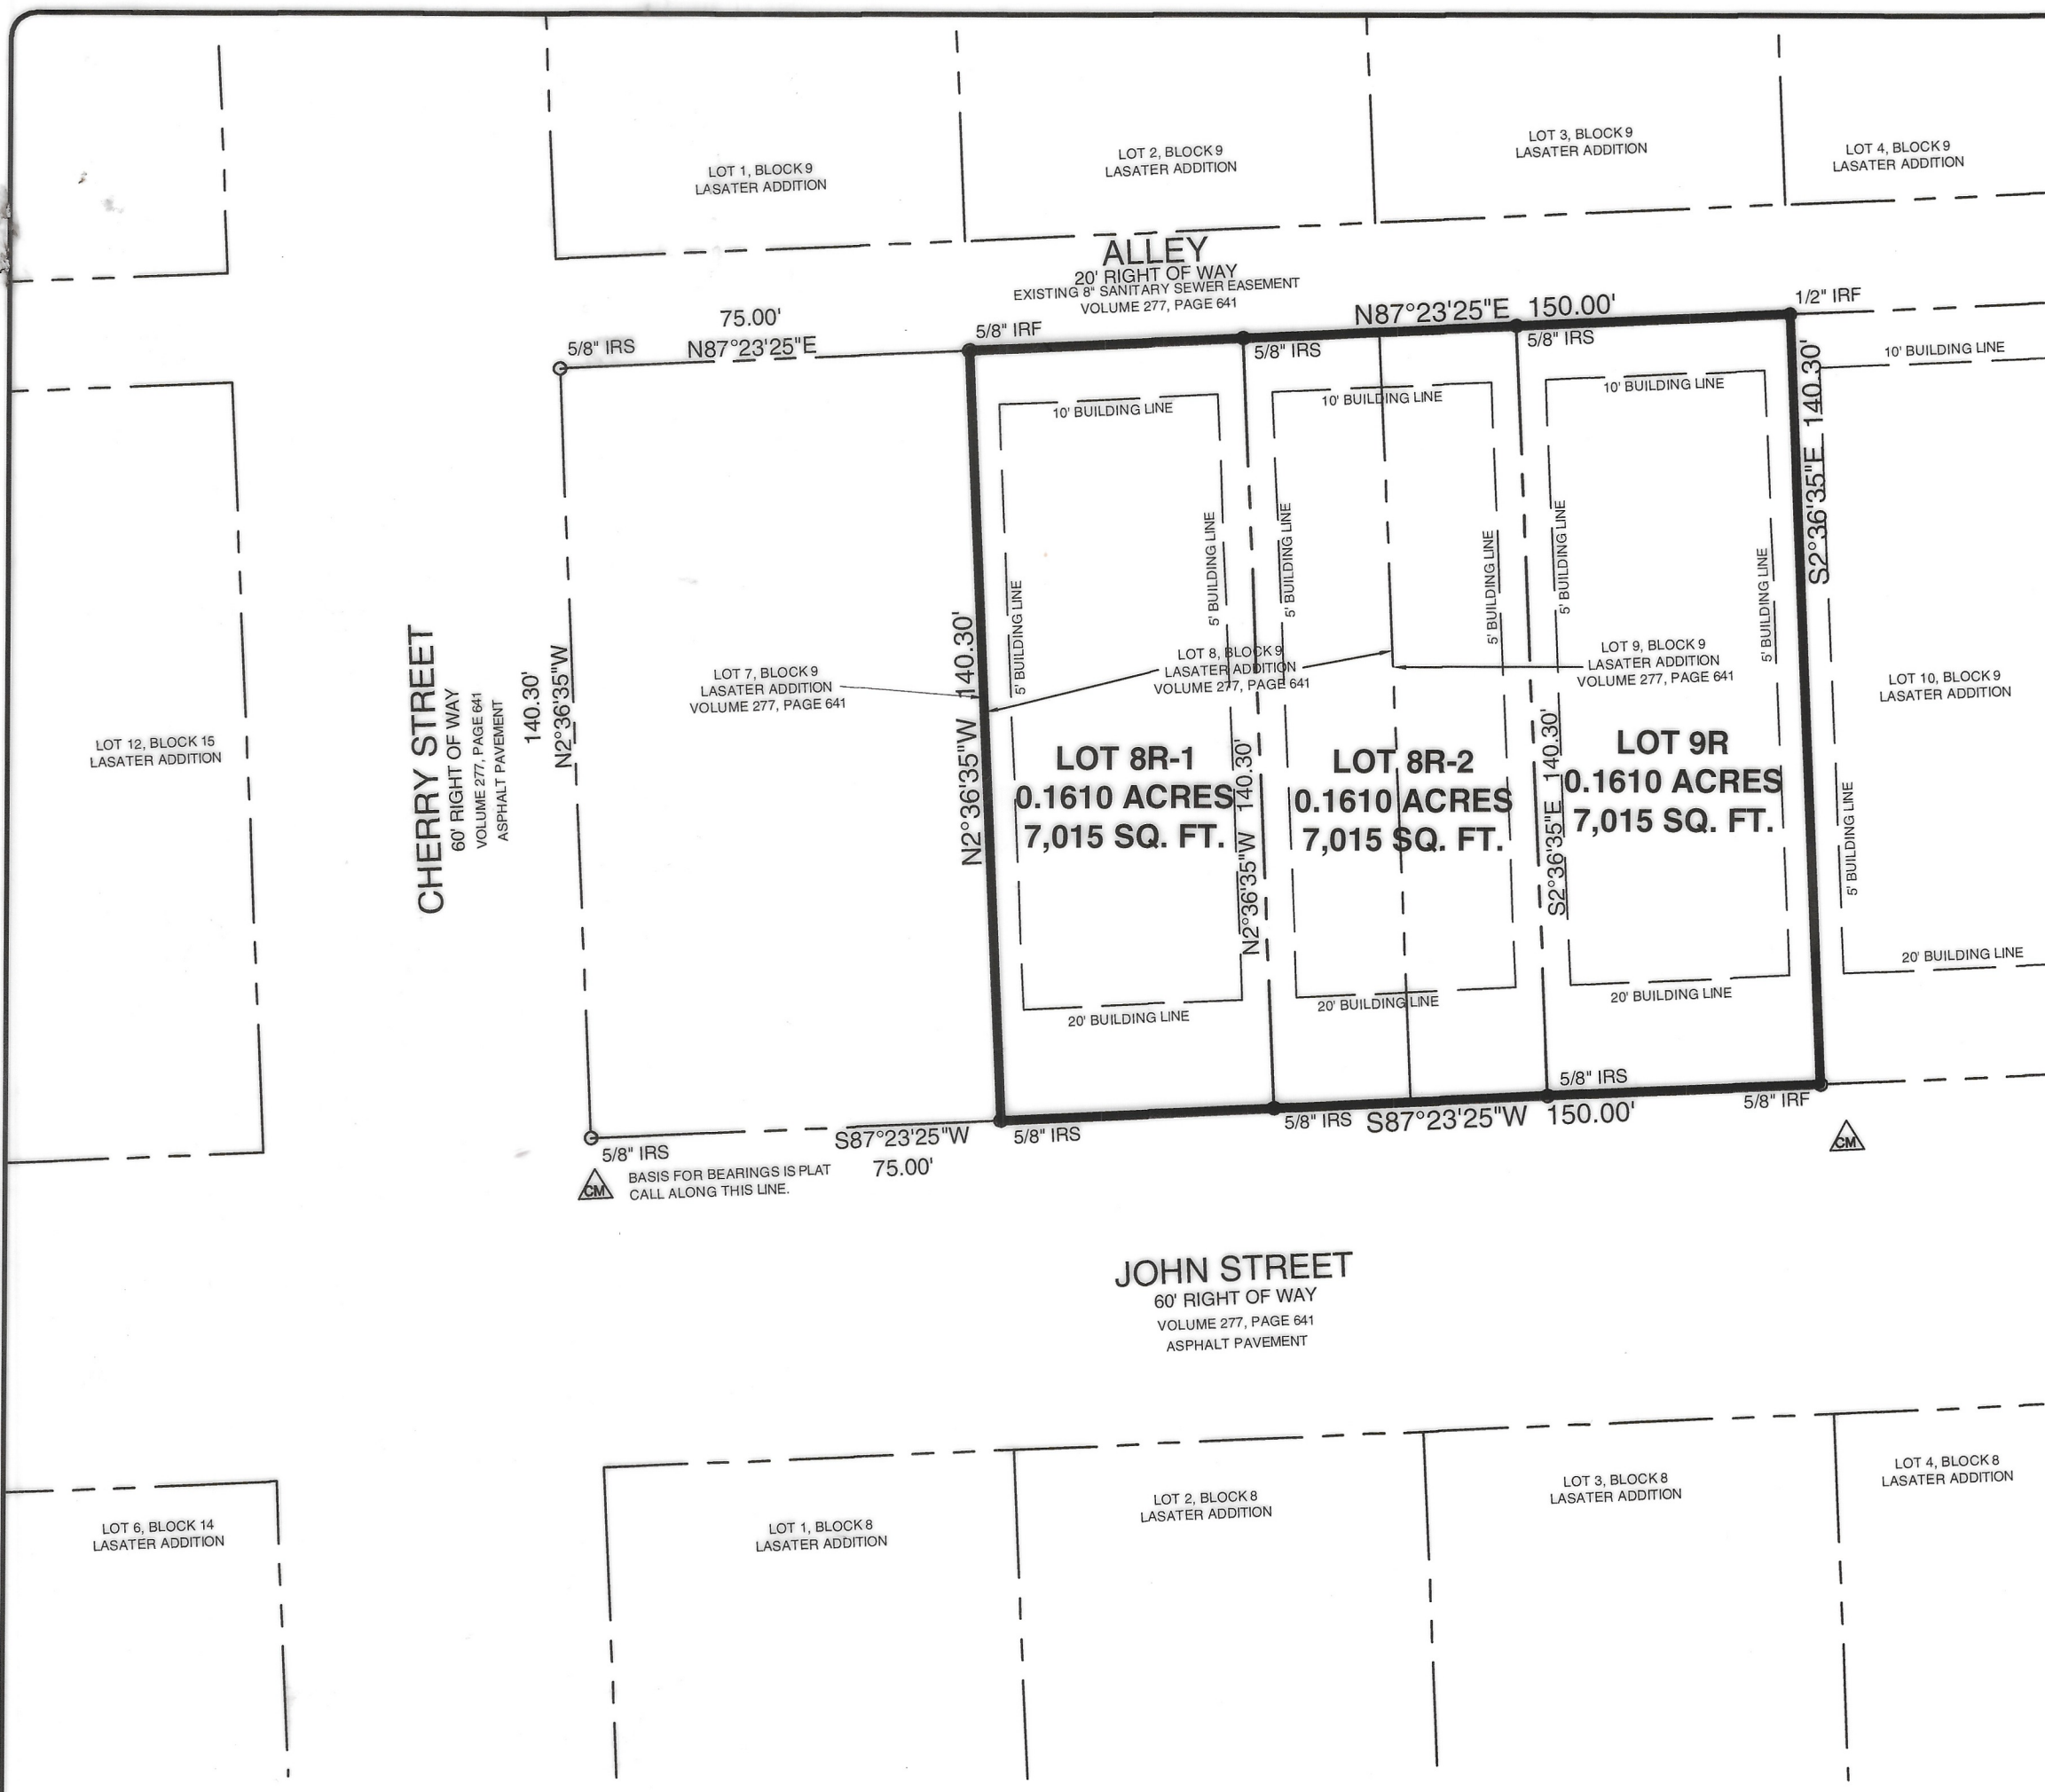 LOT 1, BLOCK 9
LASATER ADDITION
LOT 2, BLOCK 9
LASATER ADDITION
LOT 3, BLOCK 9
LASATER ADDITION
LOT 4, BLOCK 9
LASATER ADDITION
ALLEY
20' RIGHT OF WAY
EXISTING 8" SANITARY SEWER EASEMENT
VOLUME 277, PAGE 641
75.00'
N87°23'25"E
5/8" IRS
5/8" IRF
N87°23'25"E 150.00'
5/8" IRS
5/8" IRS
1/2" IRF
10' BUILDING LINE
10' BUILDING LINE
10' BUILDING LINE
10' BUILDING LINE
S2°36'35"E 140.30'
5' BUILDING LINE
5' BUILDING LINE
5' BUILDING LINE
5' BUILDING LINE
5' BUILDING LINE
5' BUILDING LINE
5' BUILDING LINE
LOT 12, BLOCK 15
LASATER ADDITION
CHERRY STREET
60' RIGHT OF WAY
VOLUME 277, PAGE 641
ASPHALT PAVEMENT
140.30'
N2°36'35"W
LOT 7, BLOCK 9
LASATER ADDITION
VOLUME 277, PAGE 641
N2°36'35"W 140.30'
LOT 8, BLOCK 9
LASATER ADDITION
VOLUME 277, PAGE 641
LOT 9, BLOCK 9
LASATER ADDITION
VOLUME 277, PAGE 641
LOT 10, BLOCK 9
LASATER ADDITION
LOT 8R-1
0.1610 ACRES
7,015 SQ. FT.
N2°36'35"W 140.30'
LOT 8R-2
0.1610 ACRES
7,015 SQ. FT.
S2°36'35"E 140.30'
LOT 9R
0.1610 ACRES
7,015 SQ. FT.
20' BUILDING LINE
20' BUILDING LINE
20' BUILDING LINE
20' BUILDING LINE
5/8" IRS
5/8" IRF
S87°23'25"W
75.00'
5/8" IRS
5/8" IRS
S87°23'25"W 150.00'
5/8" IRS
CM
BASIS FOR BEARINGS IS PLAT
CALL ALONG THIS LINE.
CM
JOHN STREET
60' RIGHT OF WAY
VOLUME 277, PAGE 641
ASPHALT PAVEMENT
LOT 6, BLOCK 14
LASATER ADDITION
LOT 1, BLOCK 8
LASATER ADDITION
LOT 2, BLOCK 8
LASATER ADDITION
LOT 3, BLOCK 8
LASATER ADDITION
LOT 4, BLOCK 8
LASATER ADDITION